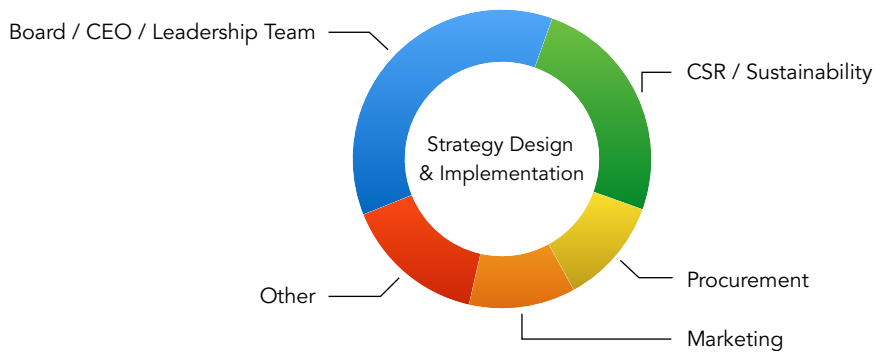 Board / CEO / Leadership Team
CSR / Sustainability
Strategy Design
& Implementation
Procurement
Other
Marketing